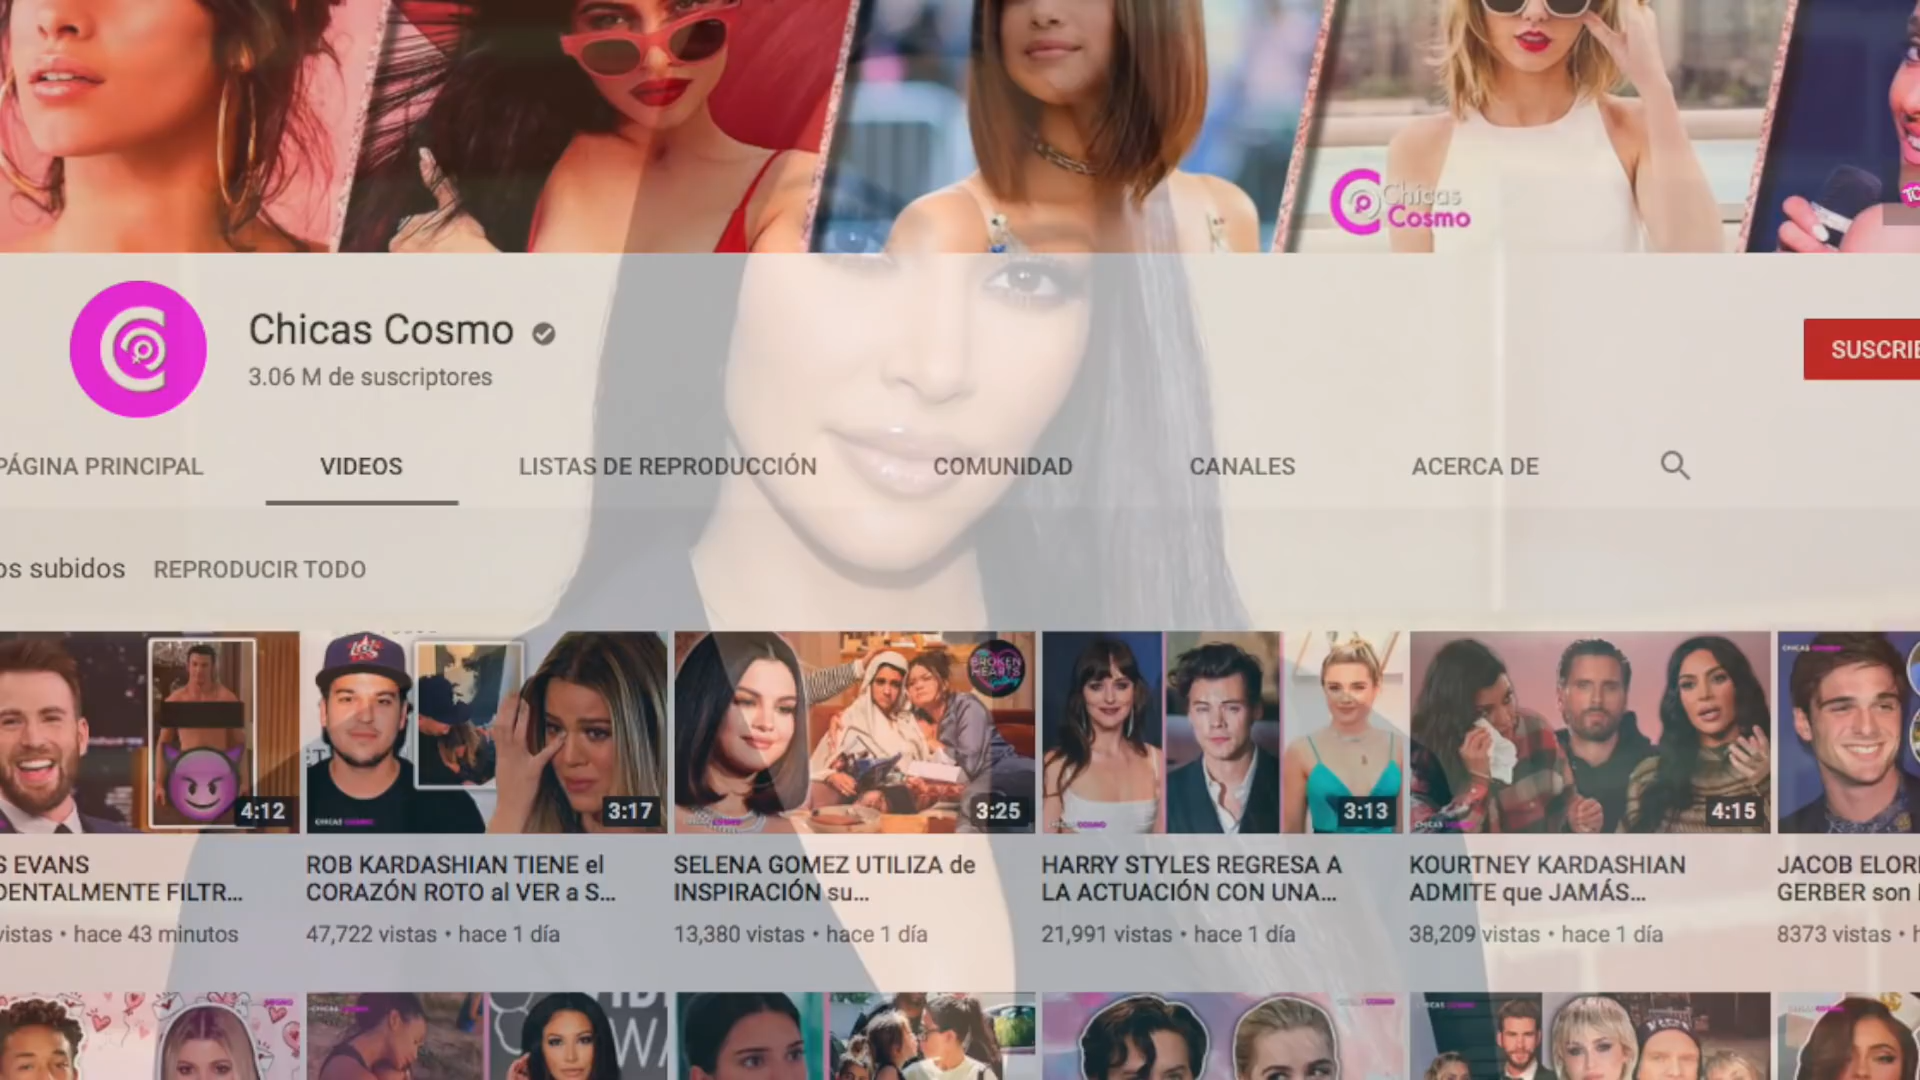 Chicas
Cosmo
TC
Chicas Cosmo
3.06 M de suscriptores
SUSCRIB
PÁGINA PRINCIPAL
VIDEOS
LISTAS DE REPRODUCCIÓN
COMUNIDAD
CANALES
ACERCA DE
os subidos
REPRODUCIR TODO
BROKEN
HEARTS
4:12
3:17
3:25
3:13
4:15
S EVANS
DENTALMENTE FILTR...
vistas • hace 43 minutos
ROB KARDASHIAN TIENE el
CORAZÓN ROTO al VER a S...
47,722 vistas • hace 1 día
SELENA GOMEZ UTILIZA de
INSPIRACIÓN su...
13,380 vistas • hace 1 día
HARRY STYLES REGRESA A
LA ACTUACIÓN CON UNA...
21,991 vistas • hace 1 día
KOURTNEY KARDASHIAN
ADMITE que JAMÁS...
38,209 vistas • hace 1 día
JACOB ELOR
GERBER son
8373 vistas • h